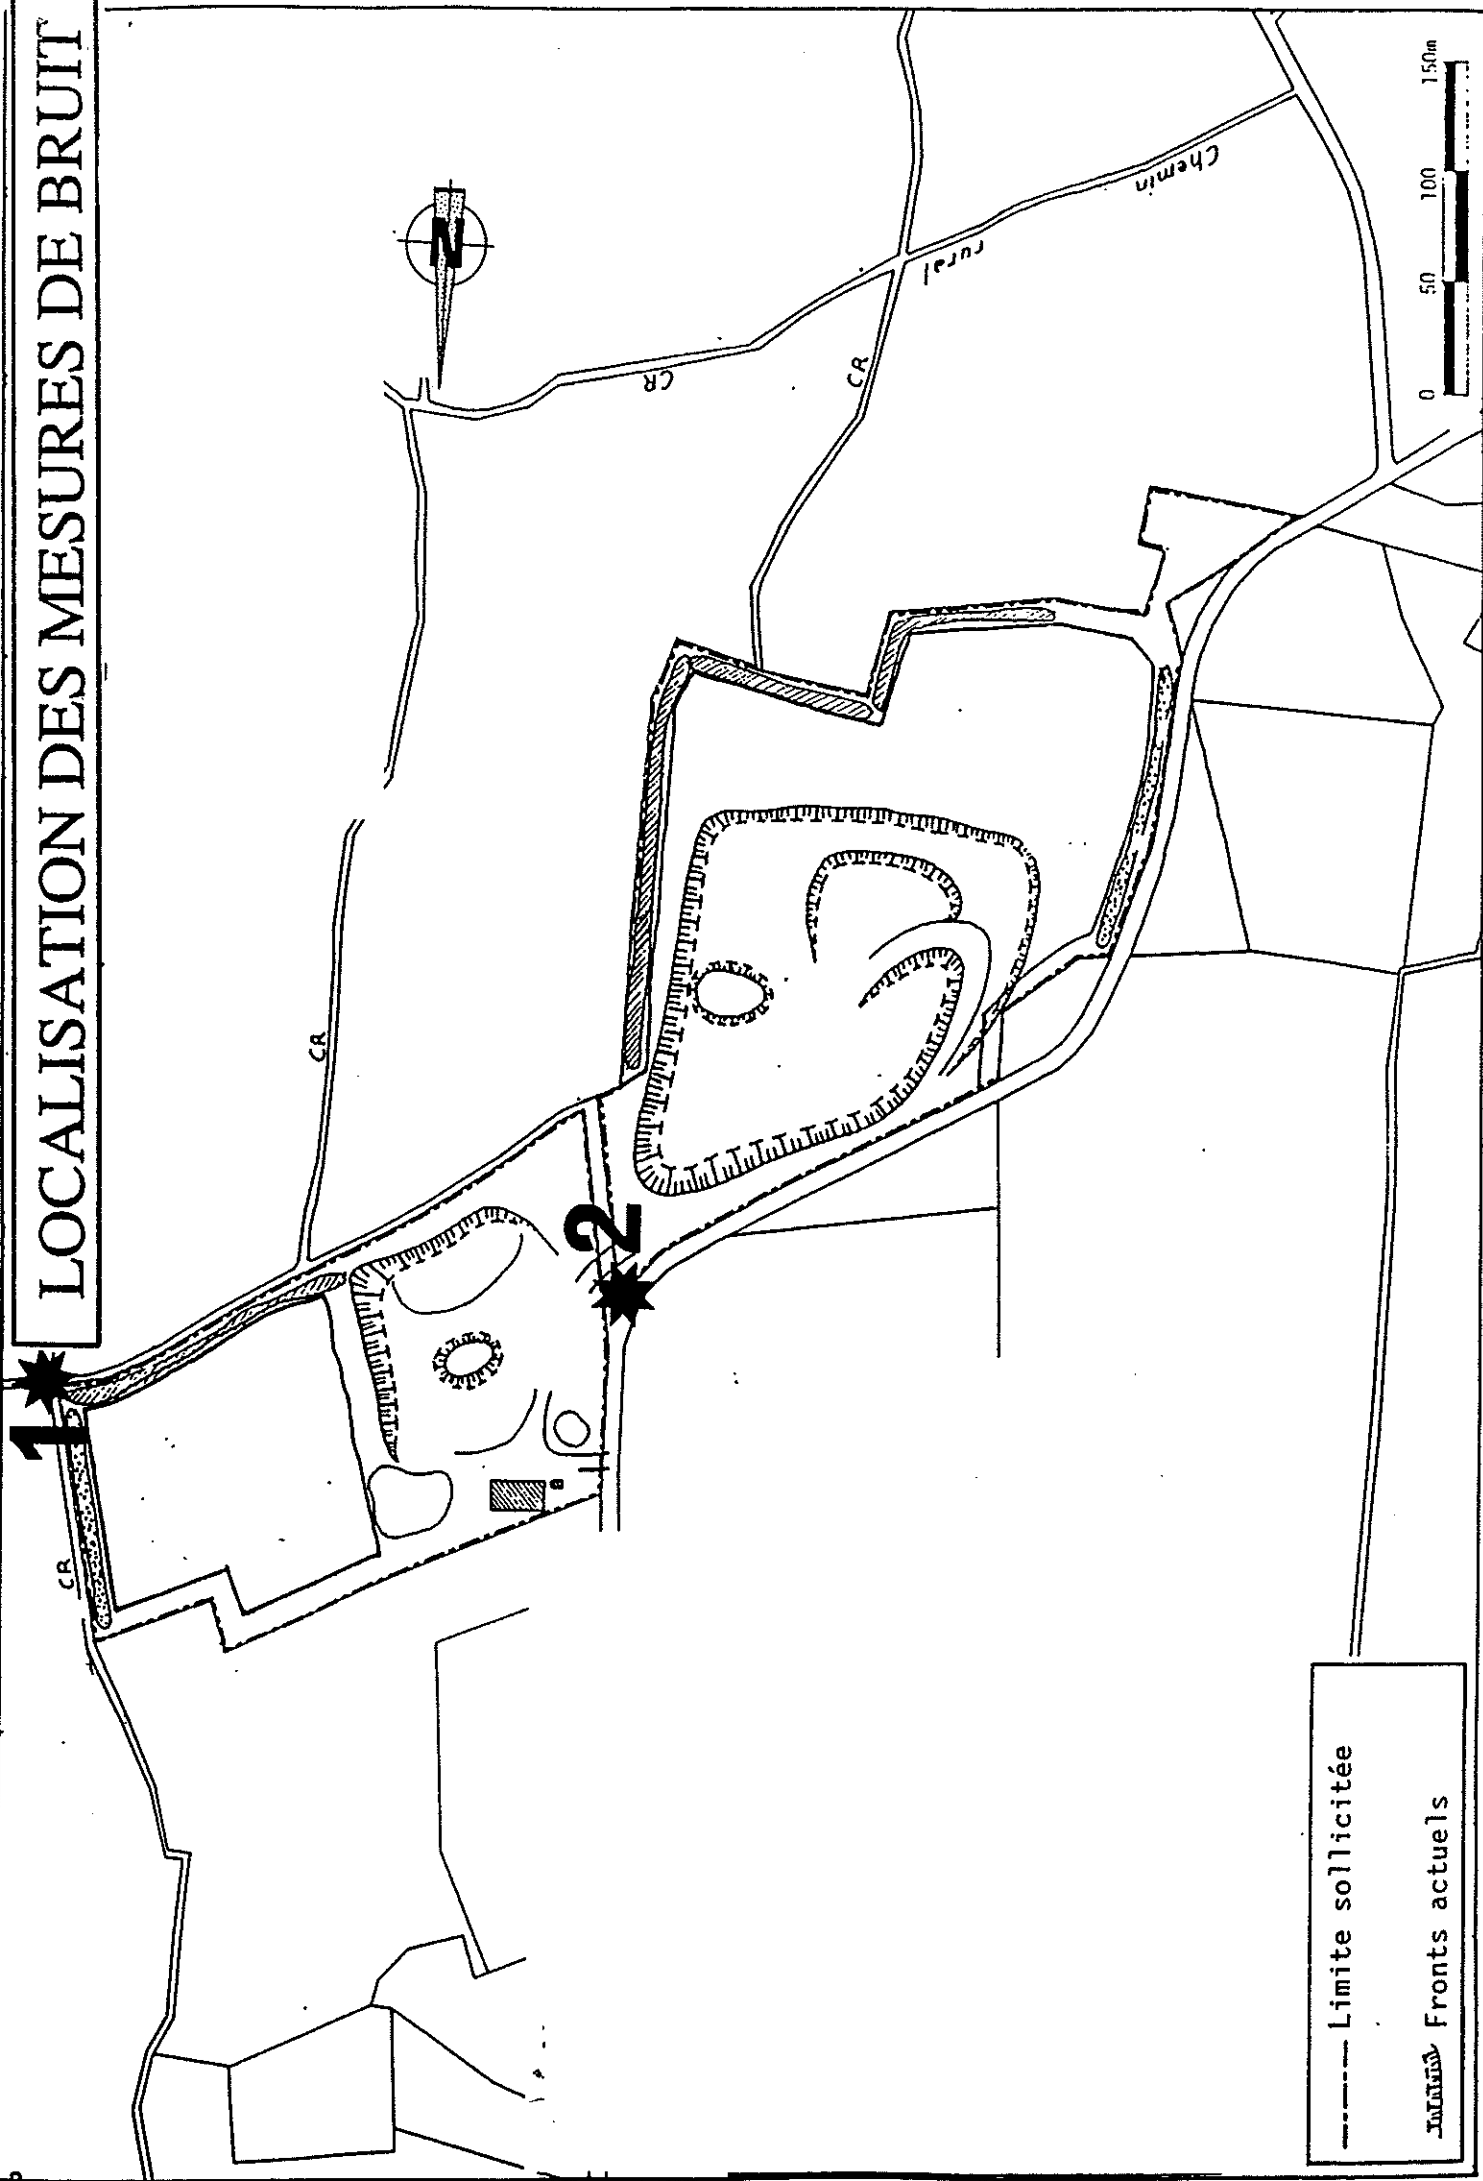 LOCALISATION DES MESURES DE BRUIT
1
CR
CR
N
CR
CR
rural
Chemin
2
0 50 100 150m
Limite sollicitée
Fronts actuels